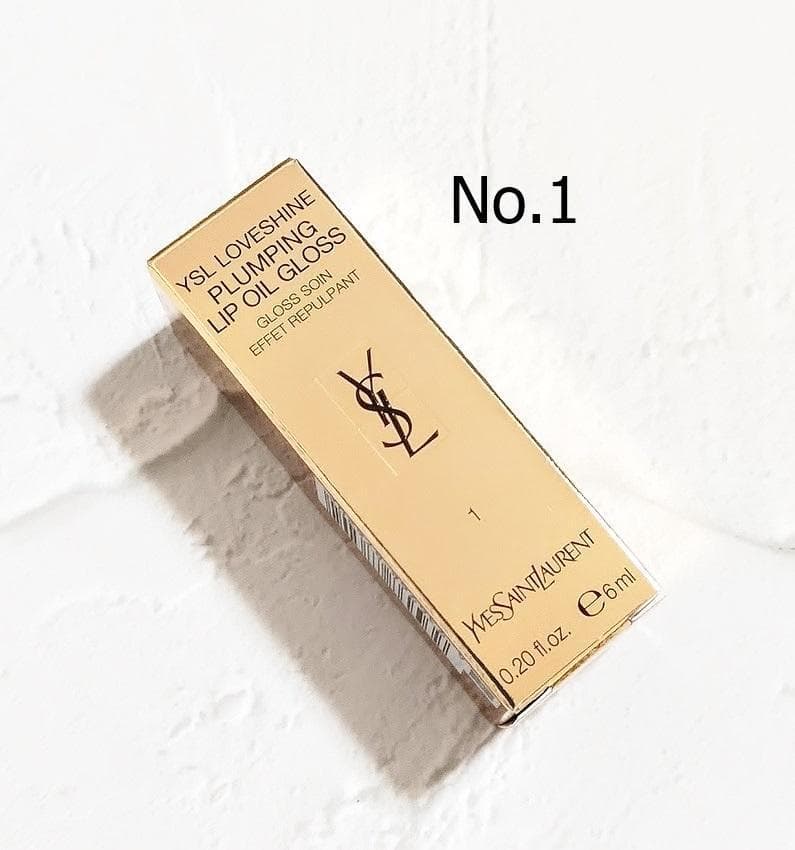 No.1
YSL LOVESHINE
PLUMPING
LIP OIL GLOSS
GLOSS SOIN
EFFET REPULPANT
YSL
1
YVESSAINTLAURENT
0.20 fl.oz. ℮ 6 ml